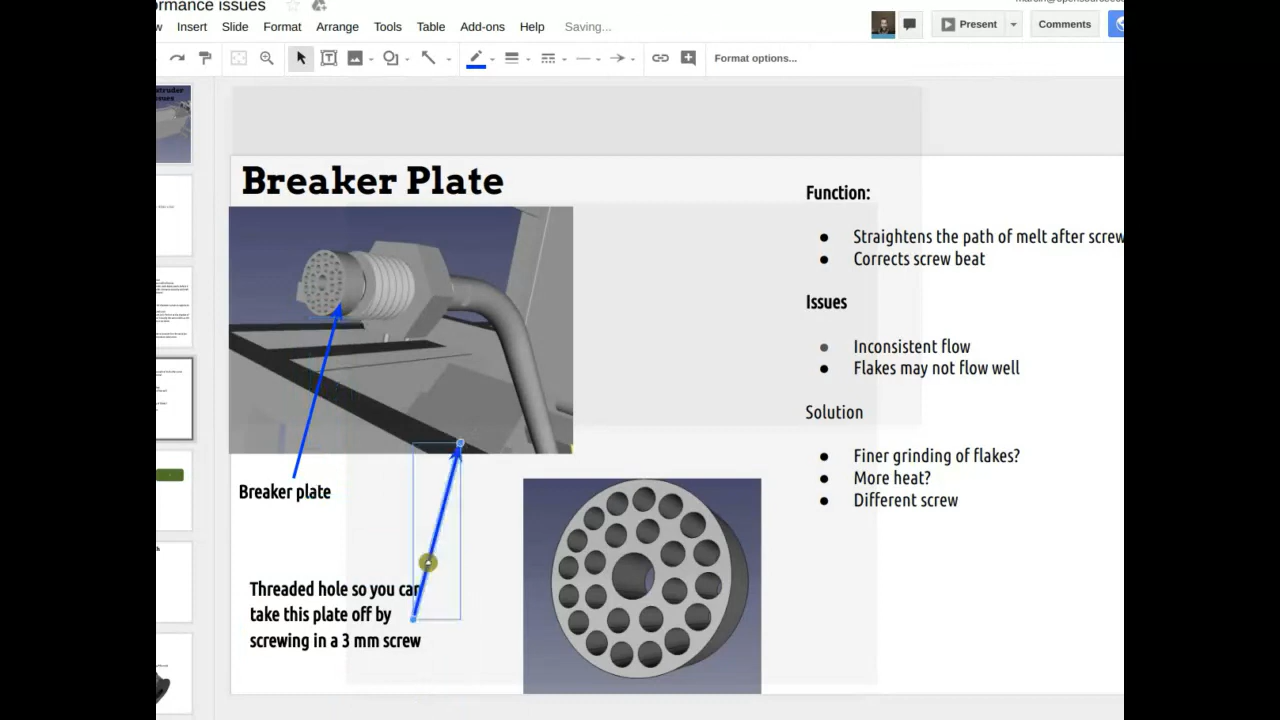 ormance issues
Insert Slide Format Arrange Tools Table Add-ons Help Saving...
Present Comments
Format options...
Breaker Plate
Function:
● Straightens the path of melt after screw
● Corrects screw beat
Issues
● Inconsistent flow
● Flakes may not flow well
Solution
● Finer grinding of flakes?
● More heat?
● Different screw
Breaker plate
Threaded hole so you can
take this plate off by
screwing in a 3 mm screw